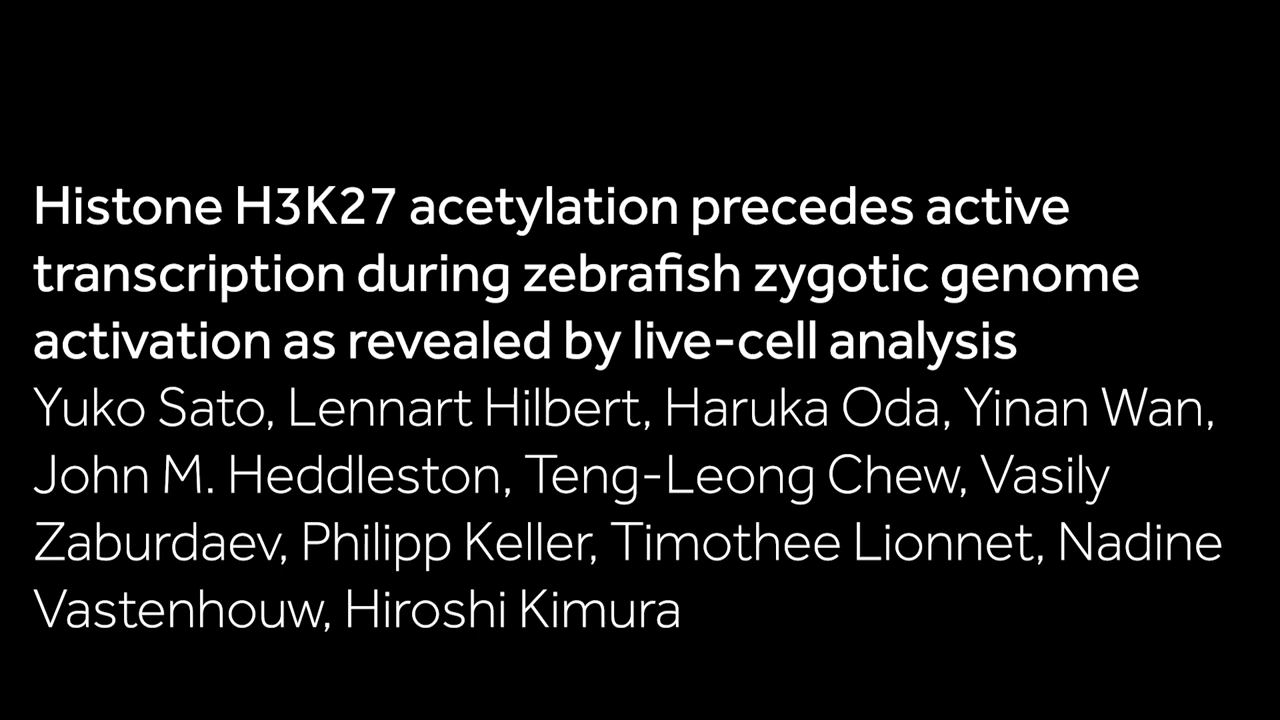 Histone H3K27 acetylation precedes active
transcription during zebrafish zygotic genome
activation as revealed by live-cell analysis
Yuko Sato, Lennart Hilbert, Haruka Oda, Yinan Wan,
John M. Heddleston, Teng-Leong Chew, Vasily
Zaburdaev, Philipp Keller, Timothee Lionnet, Nadine
Vastenhouw, Hiroshi Kimura